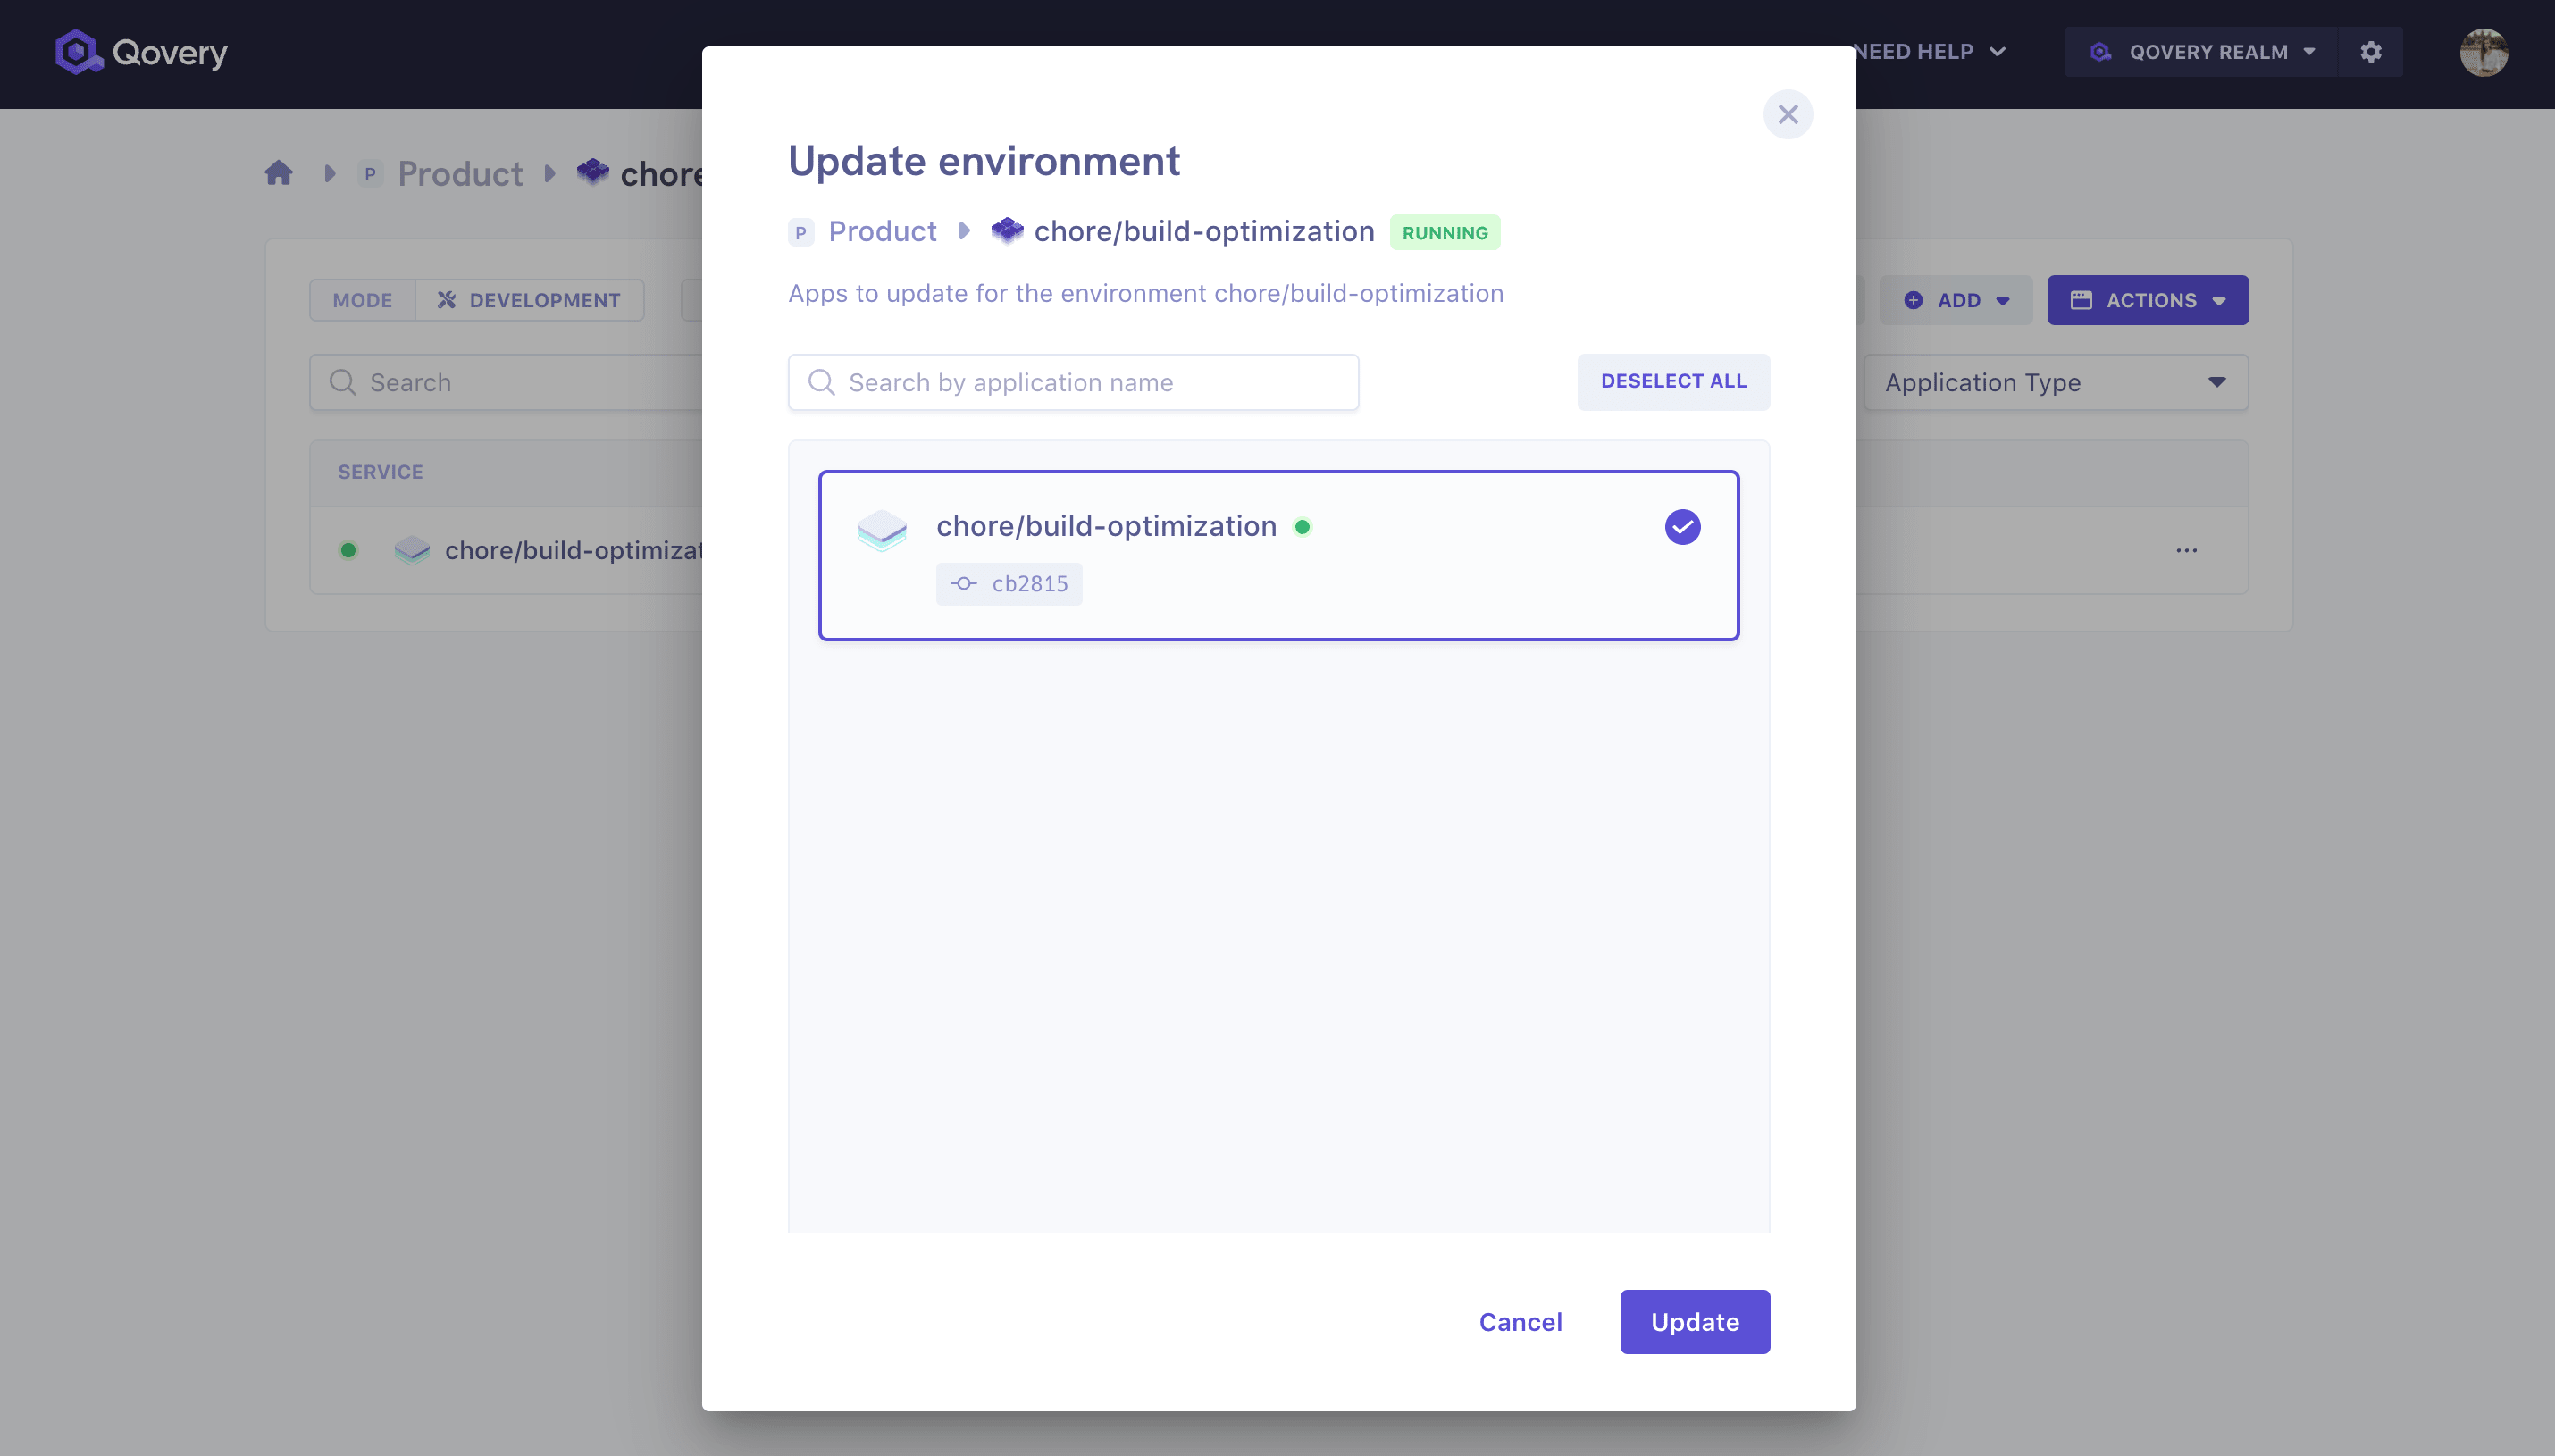 Qovery
NEED HELP
QOVERY REALM
P Product chore
MODE
DEVELOPMENT
ADD
ACTIONS
Search
Application Type
SERVICE
chore/build-optimizat
...
Update environment
P Product chore/build-optimization RUNNING
Apps to update for the environment chore/build-optimization
Search by application name
DESELECT ALL
chore/build-optimization
cb2815
Cancel
Update